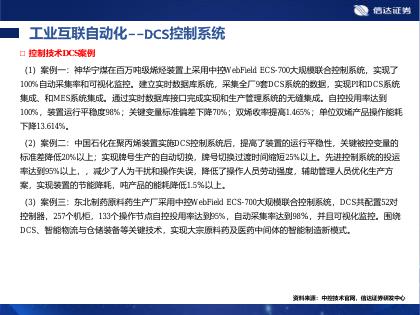 信达证券
工业互联自动化--DCS控制系统
□ 控制技术DCS案例
（1）案例一：神华宁煤在百万吨级烯烃装置上采用中控WebField ECS-700大规模联合控制系统，实现了
100%自动采集率和可视化监控。建立实时数据库系统，采集全厂9套DCS系统的数据，实现PI和DCS系统
集成、和MES系统集成。通过实时数据库接口完成实现和生产管理系统的无缝集成。自控投用率达到
100%，装置运行平稳度98%；关键变量标准偏差下降70%；双烯收率提高1.465%；单位双烯产品操作能耗
下降13.614%。
（2）案例二：中国石化在聚丙烯装置实施DCS控制系统后，提高了装置的运行平稳性，关键被控变量的
标准差降低20%以上；实现牌号生产的自动切换，牌号切换过渡时间缩短25%以上。先进控制系统的投运
率达到95%以上，，减少了人为干扰和操作失误，降低了操作人员劳动强度，辅助管理人员优化生产方
案，实现装置的节能降耗，吨产品的能耗降低1.5%以上。
（3）案例三：东北制药原料药生产厂采用中控WebField ECS-700大规模联合控制系统，DCS共配置52对
控制器，257个机柜，133个操作节点自控投用率达到95%，自动采集率达到98%，并且可视化监控。围绕
DCS、智能物流与仓储装备等关键技术，实现大宗原料药及医药中间体的智能制造新模式。
资料来源：中控技术官网，信达证券研发中心